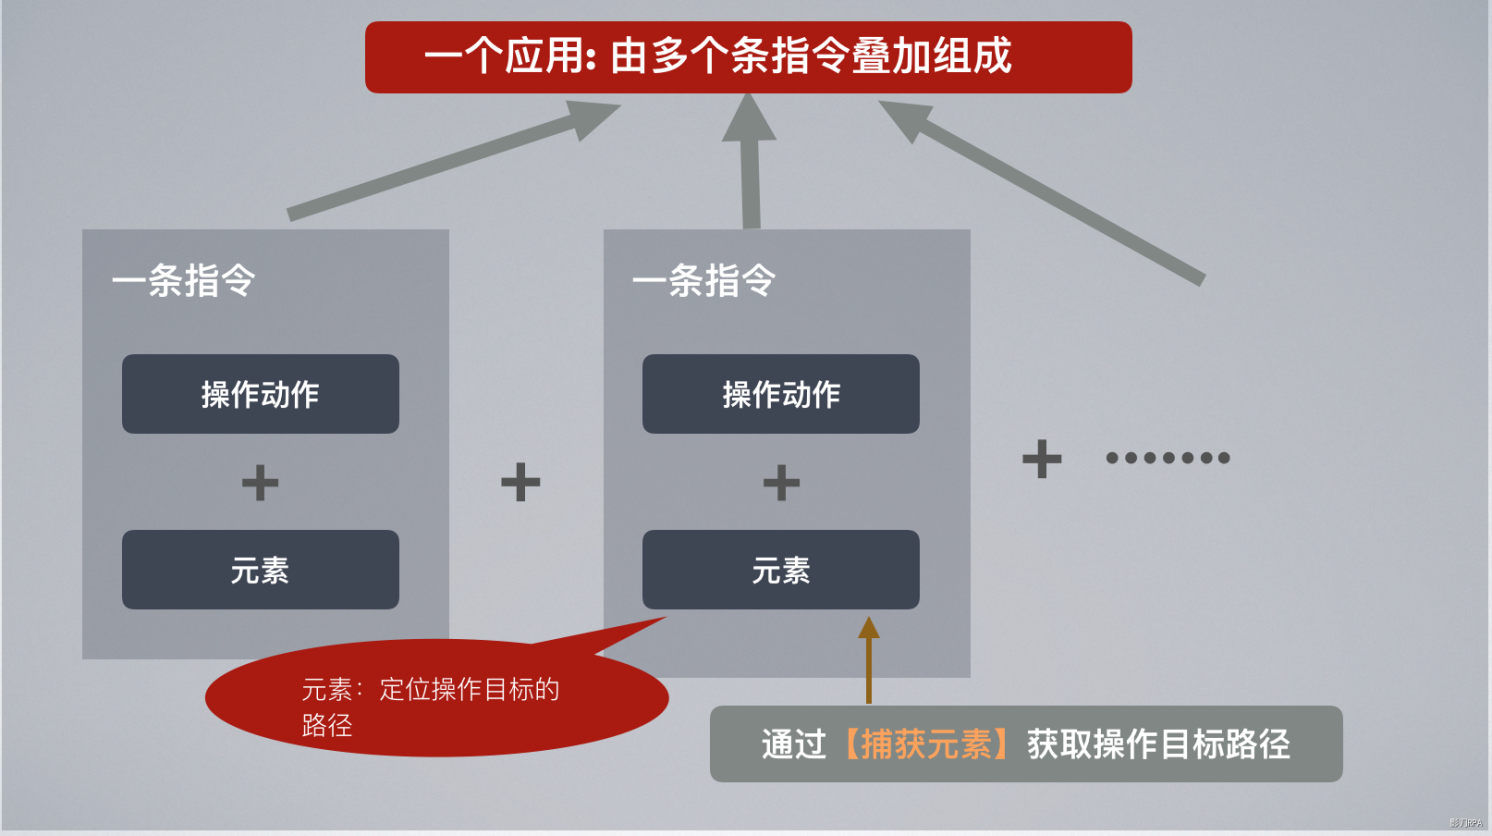 一个应用: 由多个条指令叠加组成
一条指令
操作动作
+
元素
+
一条指令
操作动作
+
元素
+
········
元素：定位操作目标的
路径
通过【捕获元素】获取操作目标路径
影刀RPA